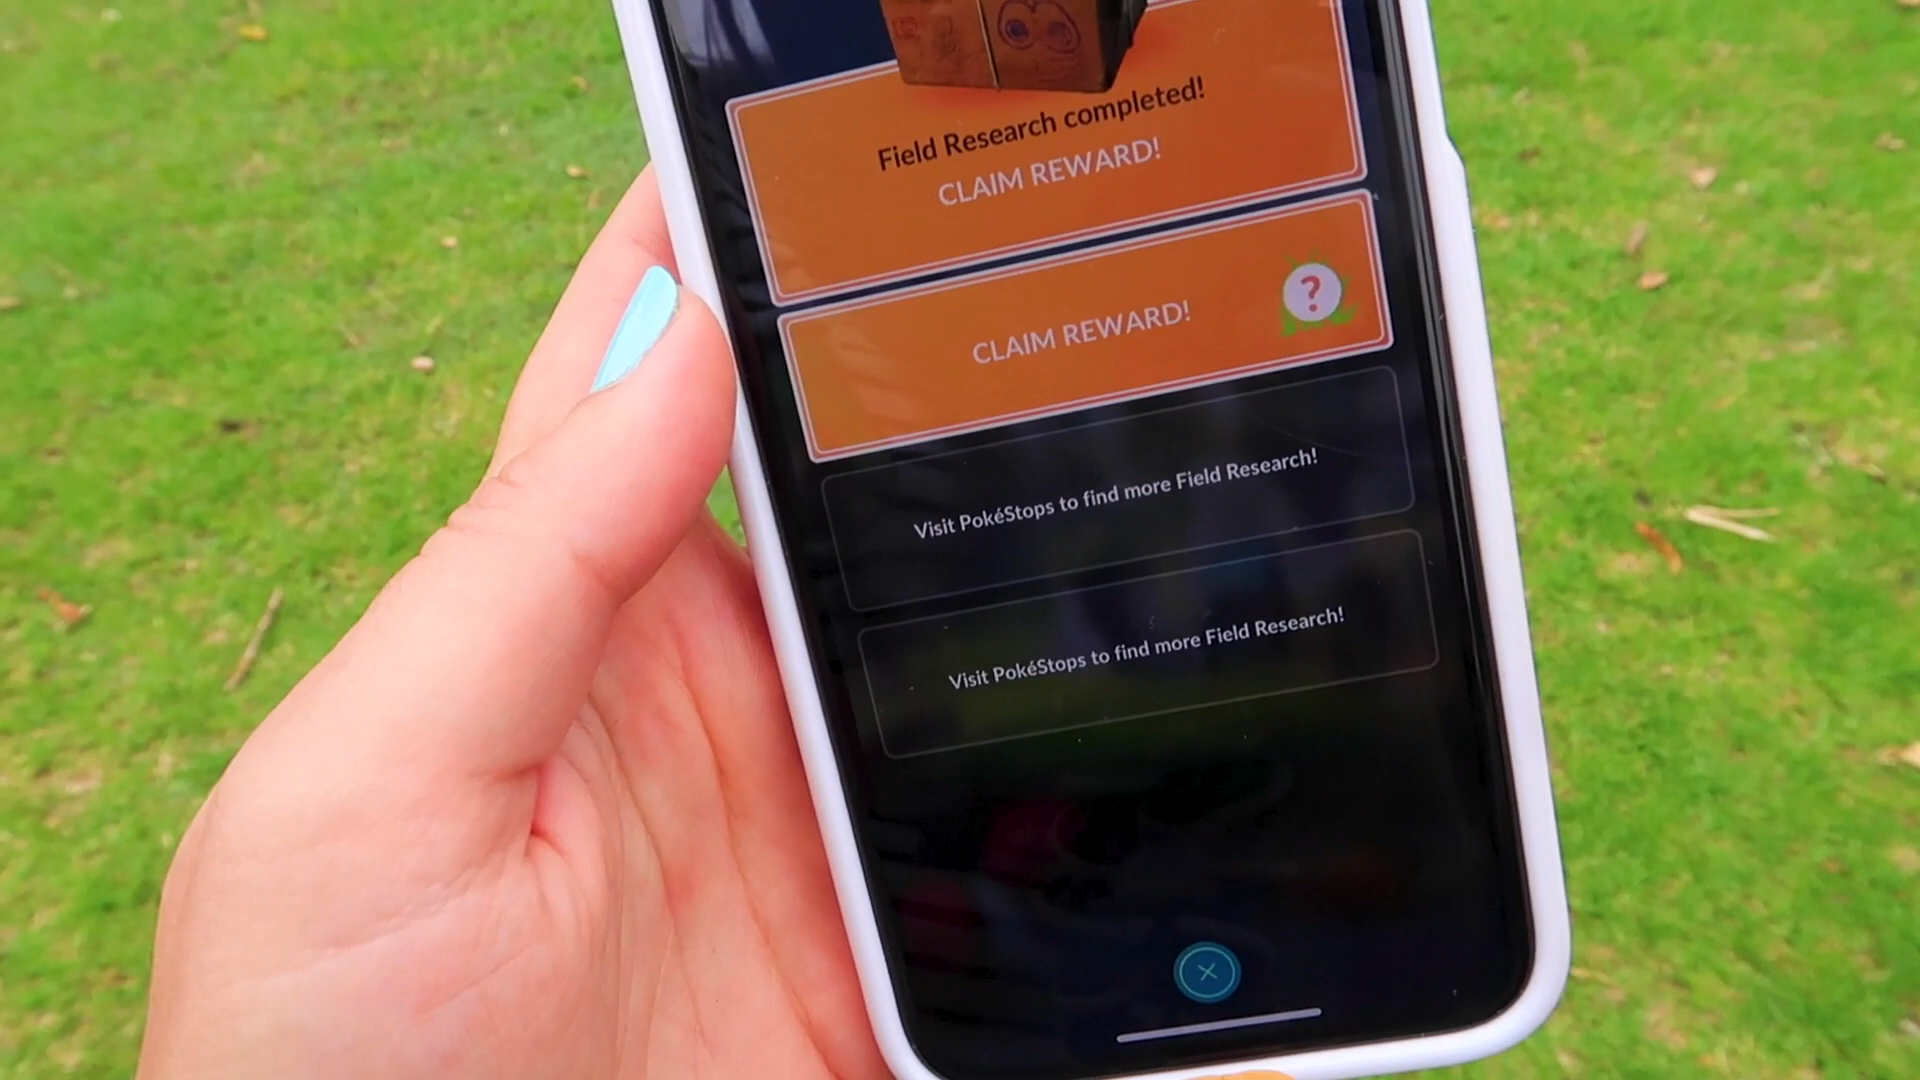 Field Research completed!
CLAIM REWARD!
CLAIM REWARD!
?
Visit PokéStops to find more Field Research!
Visit PokéStops to find more Field Research!